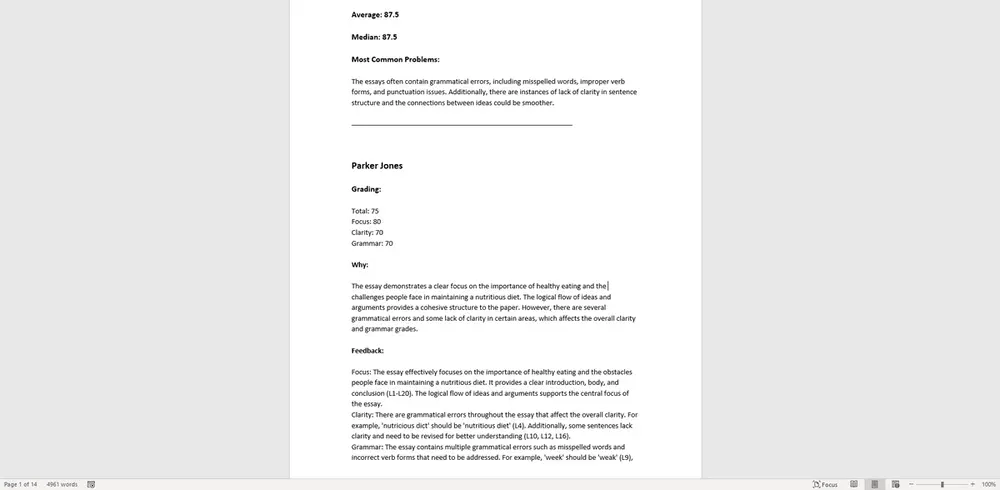 Average: 87.5
Median: 87.5
Most Common Problems:
The essays often contain grammatical errors, including misspelled words, improper verb
forms, and punctuation issues. Additionally, there are instances of lack of clarity in sentence
structure and the connections between ideas could be smoother.
Parker Jones
Grading:
Total: 75
Focus: 80
Clarity: 70
Grammar: 70
Why:
The essay demonstrates a clear focus on the importance of healthy eating and the
challenges people face in maintaining a nutritious diet. The logical flow of ideas and
arguments provides a cohesive structure to the paper. However, there are several
grammatical errors and some lack of clarity in certain areas, which affects the overall clarity
and grammar grades.
Feedback:
Focus: The essay effectively focuses on the importance of healthy eating and the obstacles
people face in maintaining a nutritious diet. It provides a clear introduction, body, and
conclusion (L1-L20). The logical flow of ideas and arguments supports the central focus of
the essay.
Clarity: There are grammatical errors throughout the essay that affect the overall clarity. For
example, 'nutricious dict' should be 'nutritious diet' (L4). Additionally, some sentences lack
clarity and need to be revised for better understanding (L10, L12, L16).
Grammar: The essay contains multiple grammatical errors such as misspelled words and
incorrect verb forms that need to be addressed. For example, 'week' should be 'weak' (L9),
Page 1 of 14 4961 words Focus 100%